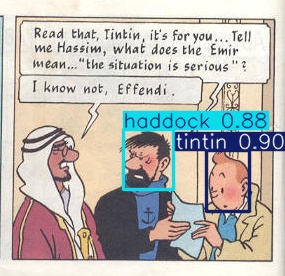 Read that, Tintin, it's for you... Tell
me Hassim, what does the Emir
mean..."the situation is serious"?
I know not, Effendi.
haddock 0.88
tintin 0.90